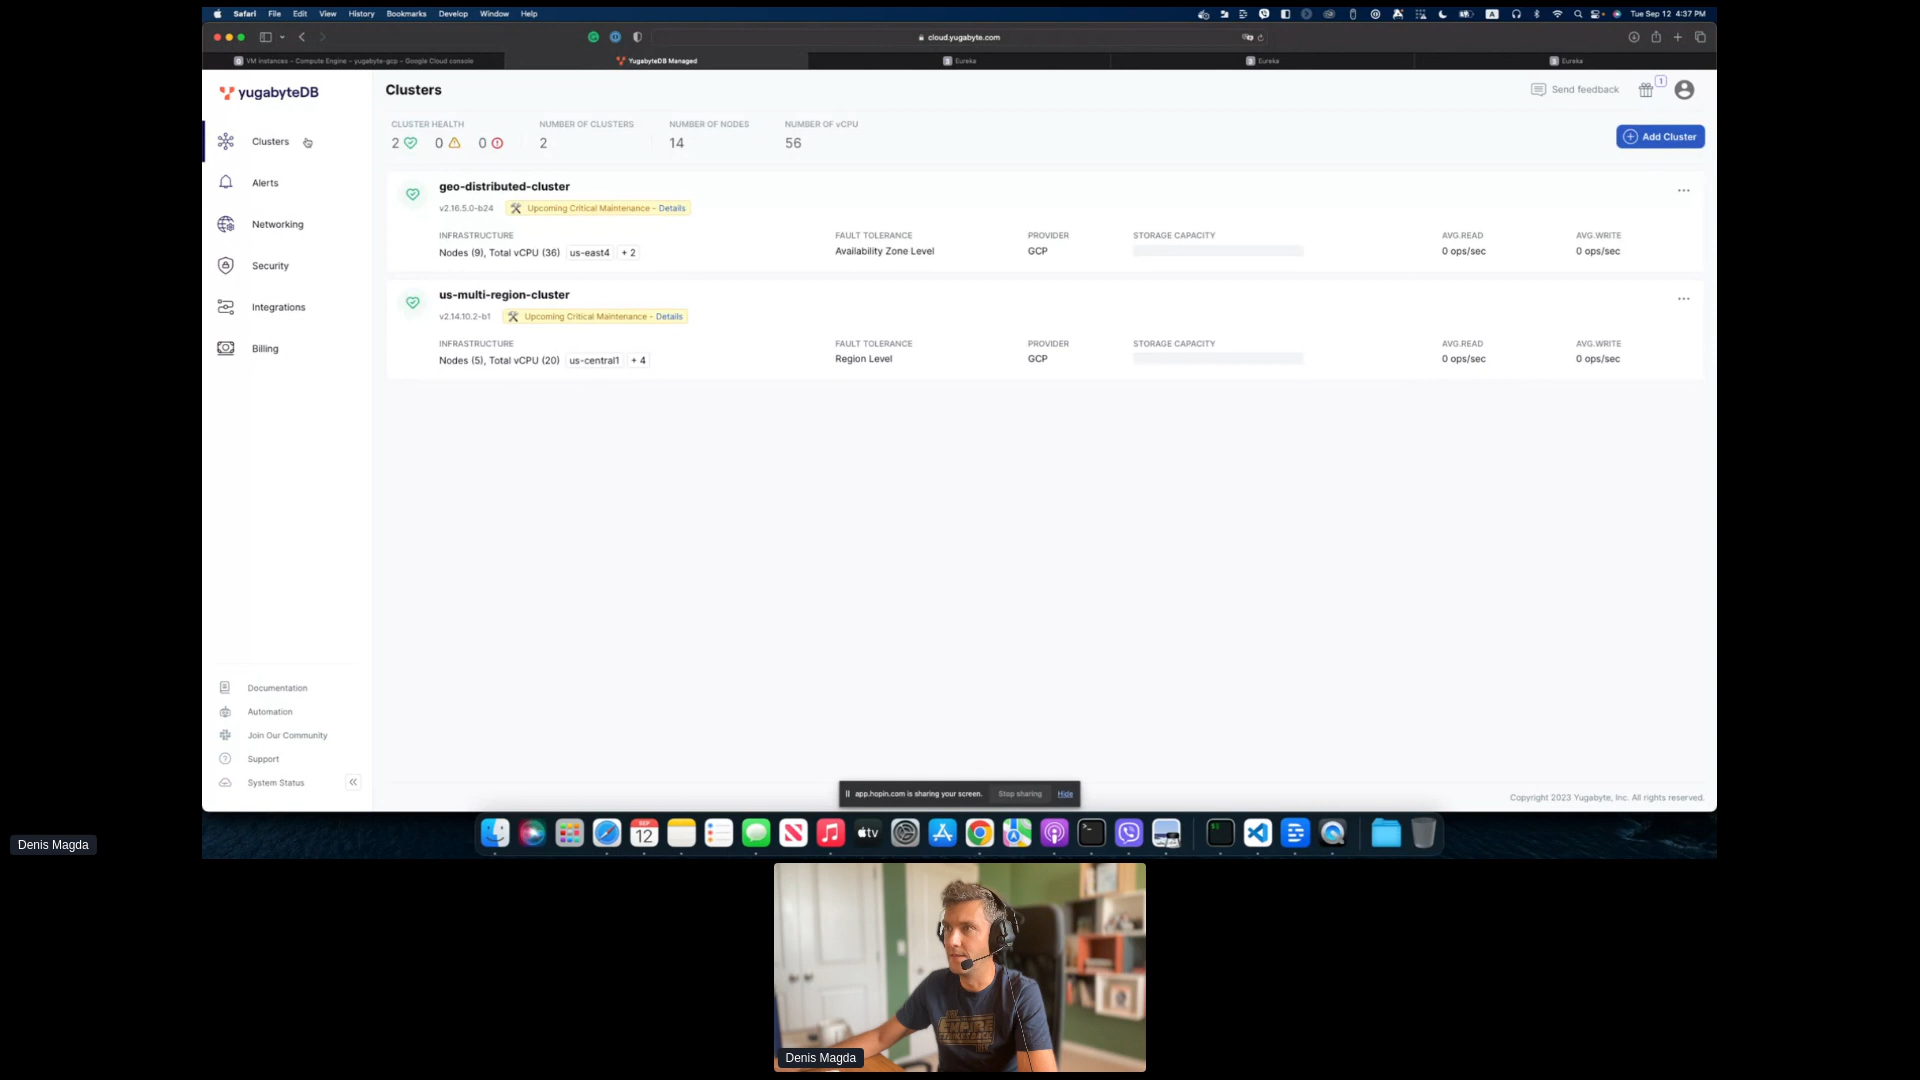 Safari File Edit View History Bookmarks Develop Window Help
Tue Sep 12 4:37 PM
cloud.yugabyte.com
VM instances – Compute Engine – yugabyte-gcp – Google Cloud console
YugabyteDB Managed
Eureka
Eureka
Eureka
yugabyteDB
Clusters
Send feedback
1
Clusters
Alerts
Networking
Security
Integrations
Billing
CLUSTER HEALTH NUMBER OF CLUSTERS NUMBER OF NODES NUMBER OF vCPU
2 0 0 2 14 56
Add Cluster
geo-distributed-cluster
v2.16.5.0-b24 Upcoming Critical Maintenance – Details
INFRASTRUCTURE FAULT TOLERANCE PROVIDER STORAGE CAPACITY AVG.READ AVG.WRITE
Nodes (9), Total vCPU (36) us-east4 + 2 Availability Zone Level GCP 0 ops/sec 0 ops/sec
us-multi-region-cluster
v2.14.10.2-b1 Upcoming Critical Maintenance – Details
INFRASTRUCTURE FAULT TOLERANCE PROVIDER STORAGE CAPACITY AVG.READ AVG.WRITE
Nodes (5), Total vCPU (20) us-central1 + 4 Region Level GCP 0 ops/sec 0 ops/sec
Documentation
Automation
Join Our Community
Support
System Status
app.hopin.com is sharing your screen. Stop sharing Hide
Copyright 2023 Yugabyte, Inc. All rights reserved.
SEP
12
tv
Denis Magda
Denis Magda